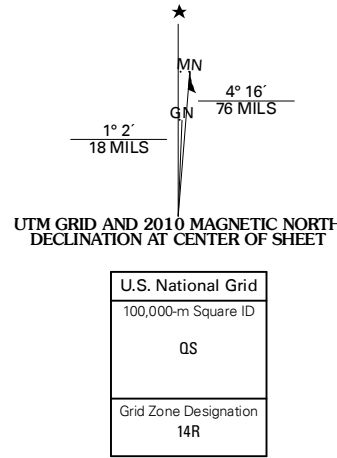 ★
MN
4° 16´
76 MILS
GN
1° 2´
18 MILS
UTM GRID AND 2010 MAGNETIC NORTH
DECLINATION AT CENTER OF SHEET
U.S. National Grid
100,000-m Square ID
QS
Grid Zone Designation
14R